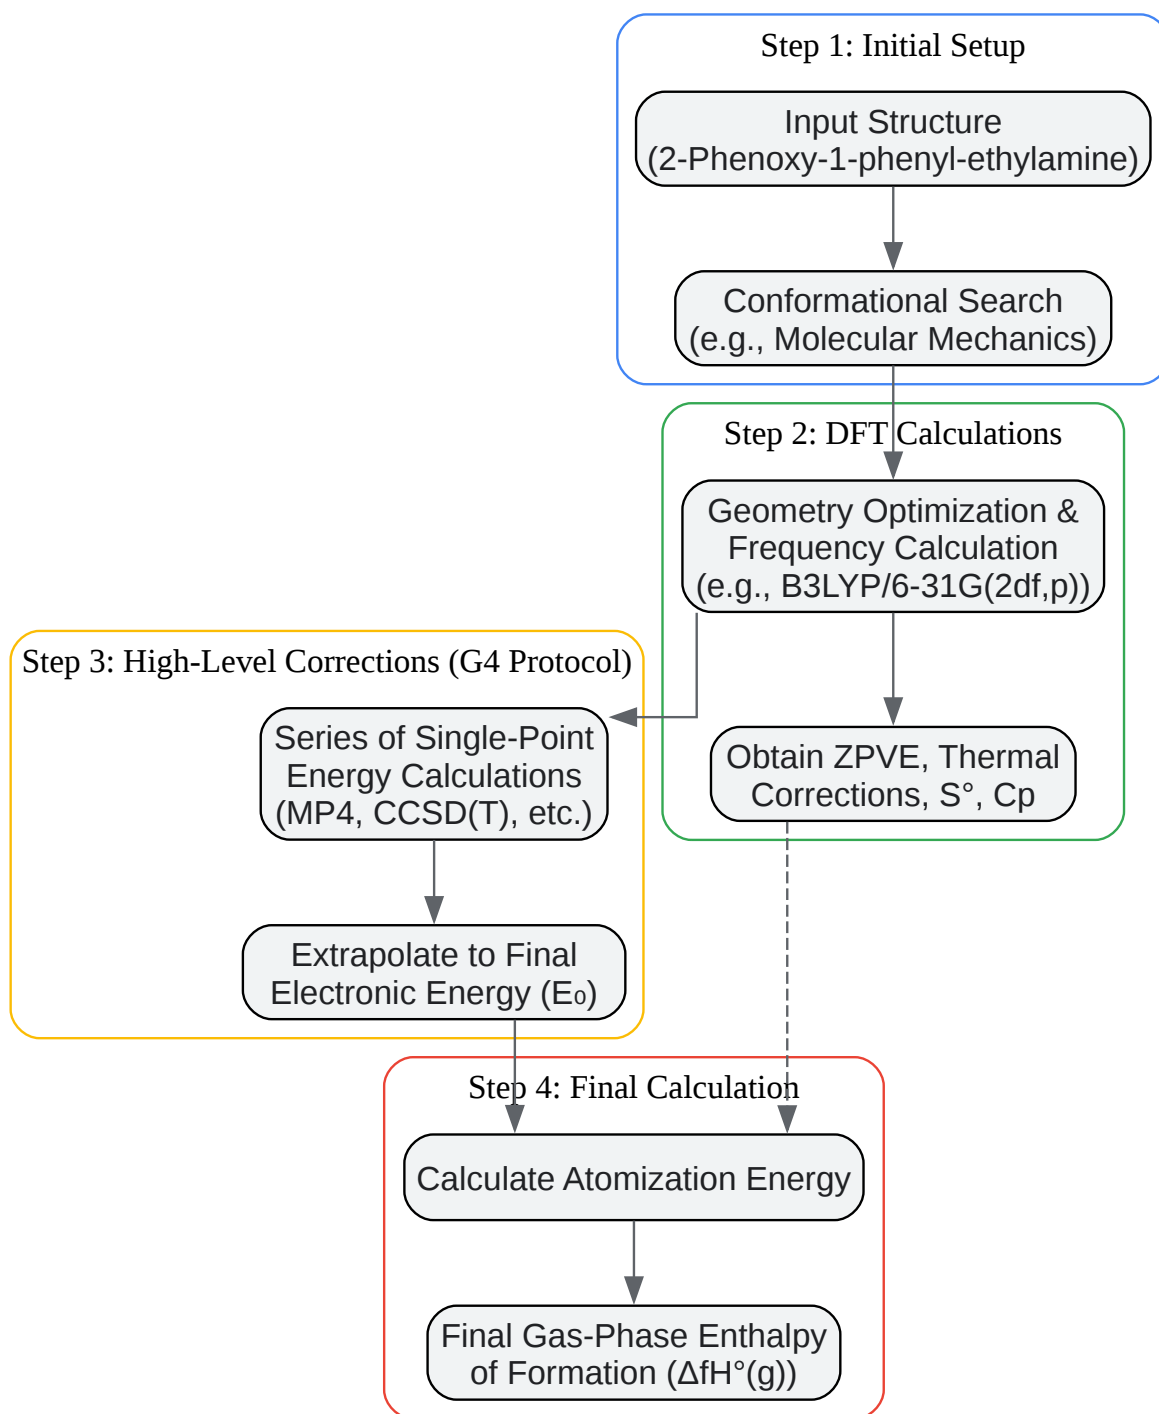 Step 1: Initial Setup
Input Structure
(2-Phenoxy-1-phenyl-ethylamine)
Conformational Search
(e.g., Molecular Mechanics)
Step 2: DFT Calculations
Geometry Optimization &
Frequency Calculation
(e.g., B3LYP/6-31G(2df,p))
Obtain ZPVE, Thermal
Corrections, S°, Cp
Step 3: High-Level Corrections (G4 Protocol)
Series of Single-Point
Energy Calculations
(MP4, CCSD(T), etc.)
Extrapolate to Final
Electronic Energy (E₀)
Step 4: Final Calculation
Calculate Atomization Energy
Final Gas-Phase Enthalpy
of Formation (ΔfH°(g))